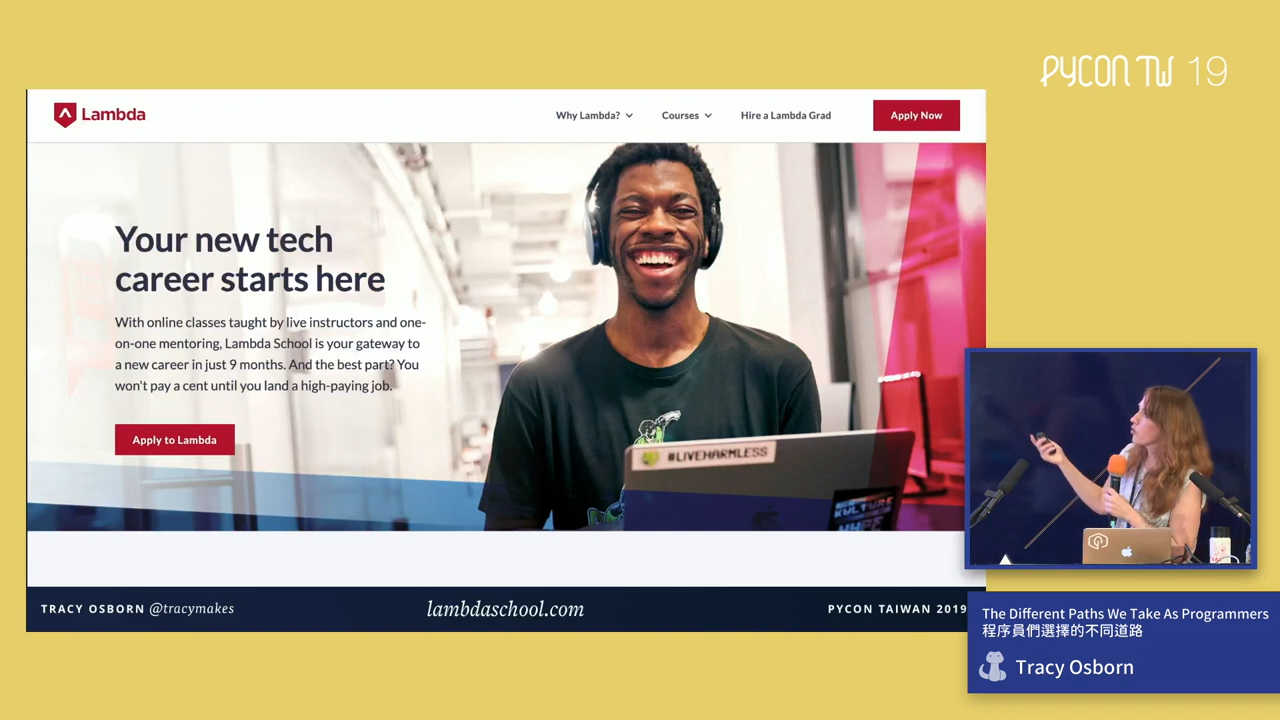 PYCON TW 19
Lambda
Why Lambda?
Courses
Hire a Lambda Grad
Apply Now
Your new tech
career starts here
With online classes taught by live instructors and one-
on-one mentoring, Lambda School is your gateway to
a new career in just 9 months. And the best part? You
won't pay a cent until you land a high-paying job.
Apply to Lambda
#LIVEHARMLESS
KULTURE
HYPE
TRACY OSBORN @tracymakes
lambdaschool.com
PYCON TAIWAN 2019
The Different Paths We Take As Programmers
程序員們選擇的不同道路
Tracy Osborn